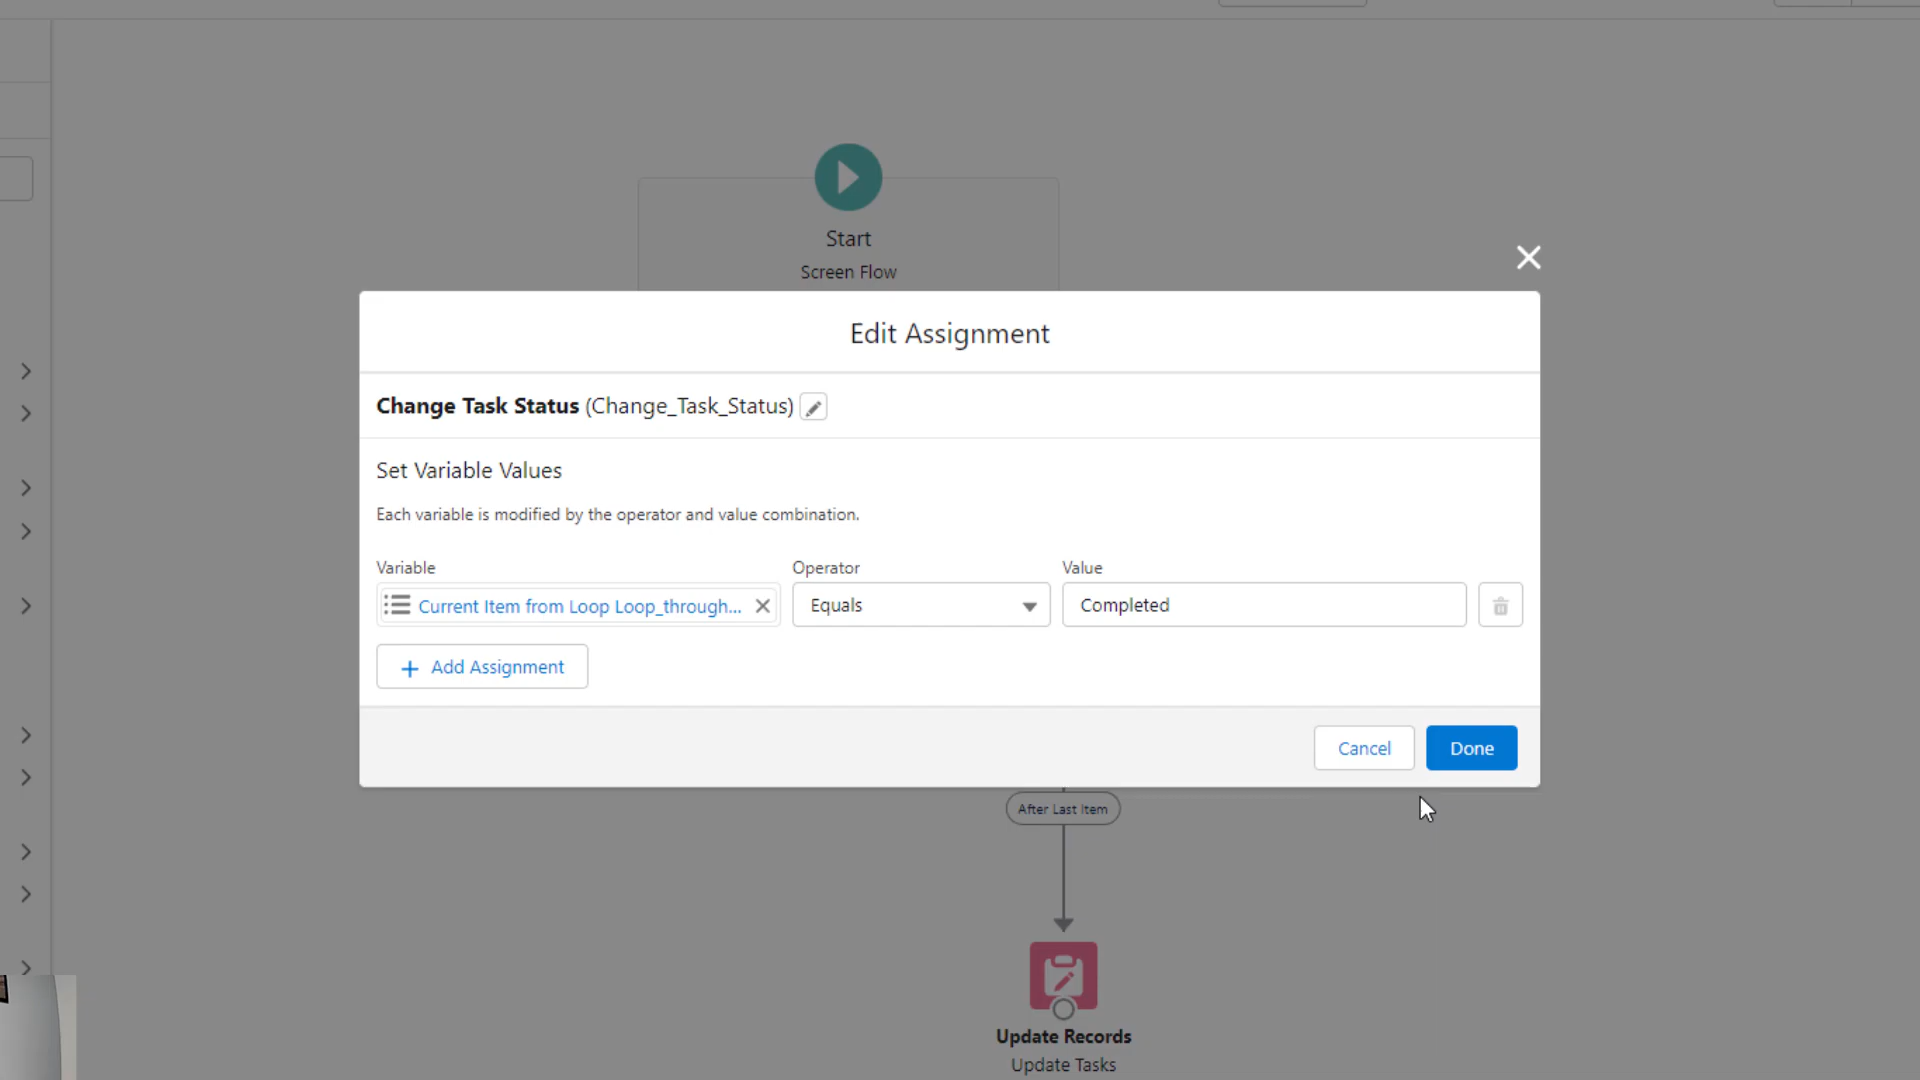 Start
Screen Flow
Edit Assignment
Change Task Status (Change_Task_Status)
Set Variable Values
Each variable is modified by the operator and value combination.
Variable Operator Value
Current Item from Loop Loop_through... Equals Completed
Add Assignment
Cancel Done
After Last Item
Update Records
Update Tasks